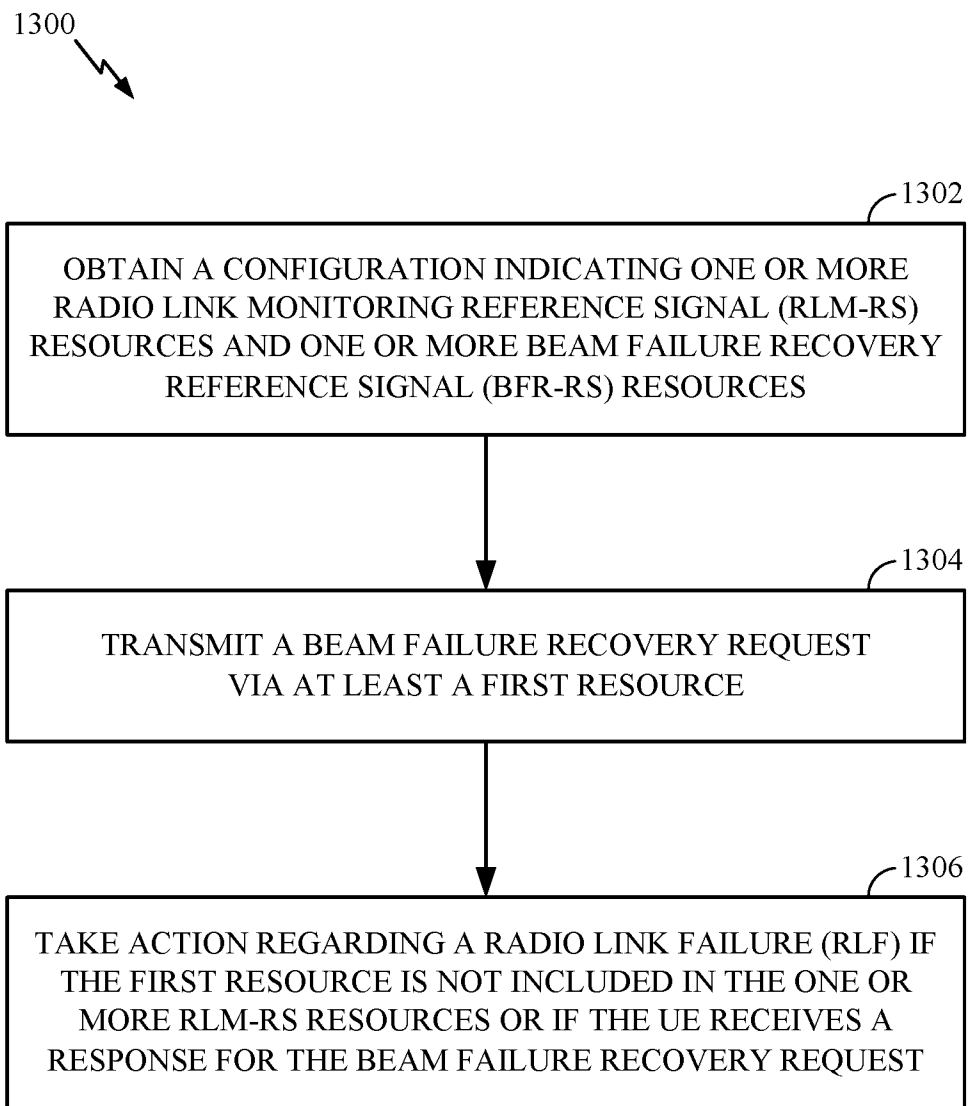 1300
1302
OBTAIN A CONFIGURATION INDICATING ONE OR MORE
RADIO LINK MONITORING REFERENCE SIGNAL (RLM-RS)
RESOURCES AND ONE OR MORE BEAM FAILURE RECOVERY
REFERENCE SIGNAL (BFR-RS) RESOURCES
1304
TRANSMIT A BEAM FAILURE RECOVERY REQUEST
VIA AT LEAST A FIRST RESOURCE
1306
TAKE ACTION REGARDING A RADIO LINK FAILURE (RLF) IF
THE FIRST RESOURCE IS NOT INCLUDED IN THE ONE OR
MORE RLM-RS RESOURCES OR IF THE UE RECEIVES A
RESPONSE FOR THE BEAM FAILURE RECOVERY REQUEST